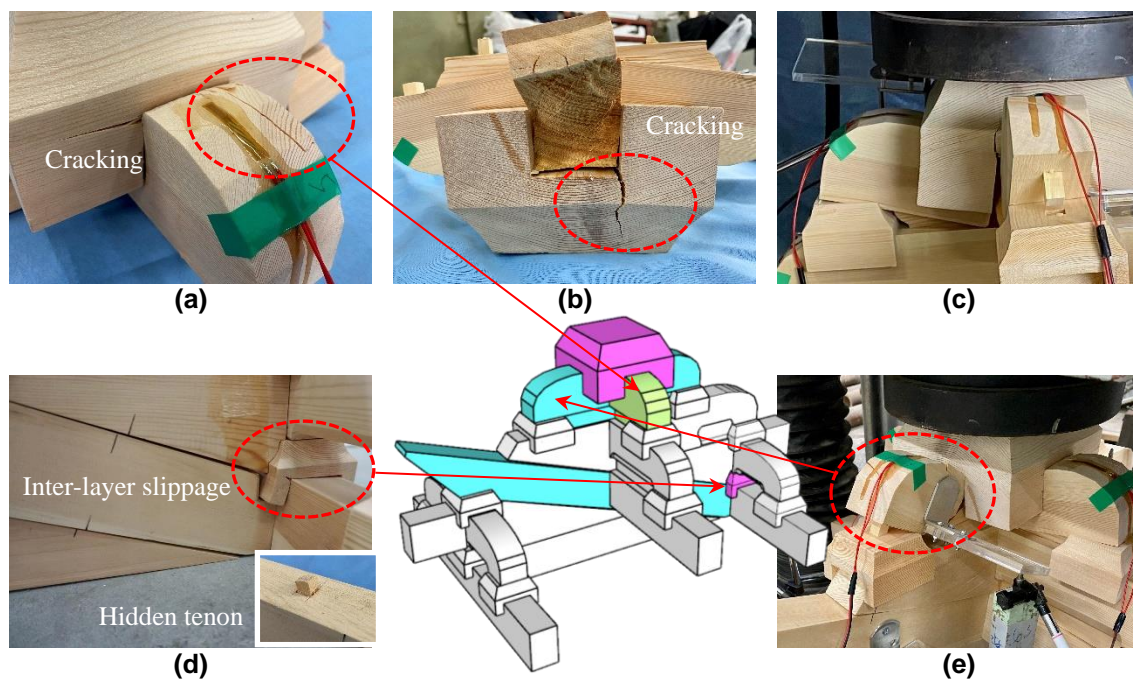 Cracking
Cracking
(a)
(b)
(c)
Inter-layer slippage
Hidden tenon
(d)
(e)